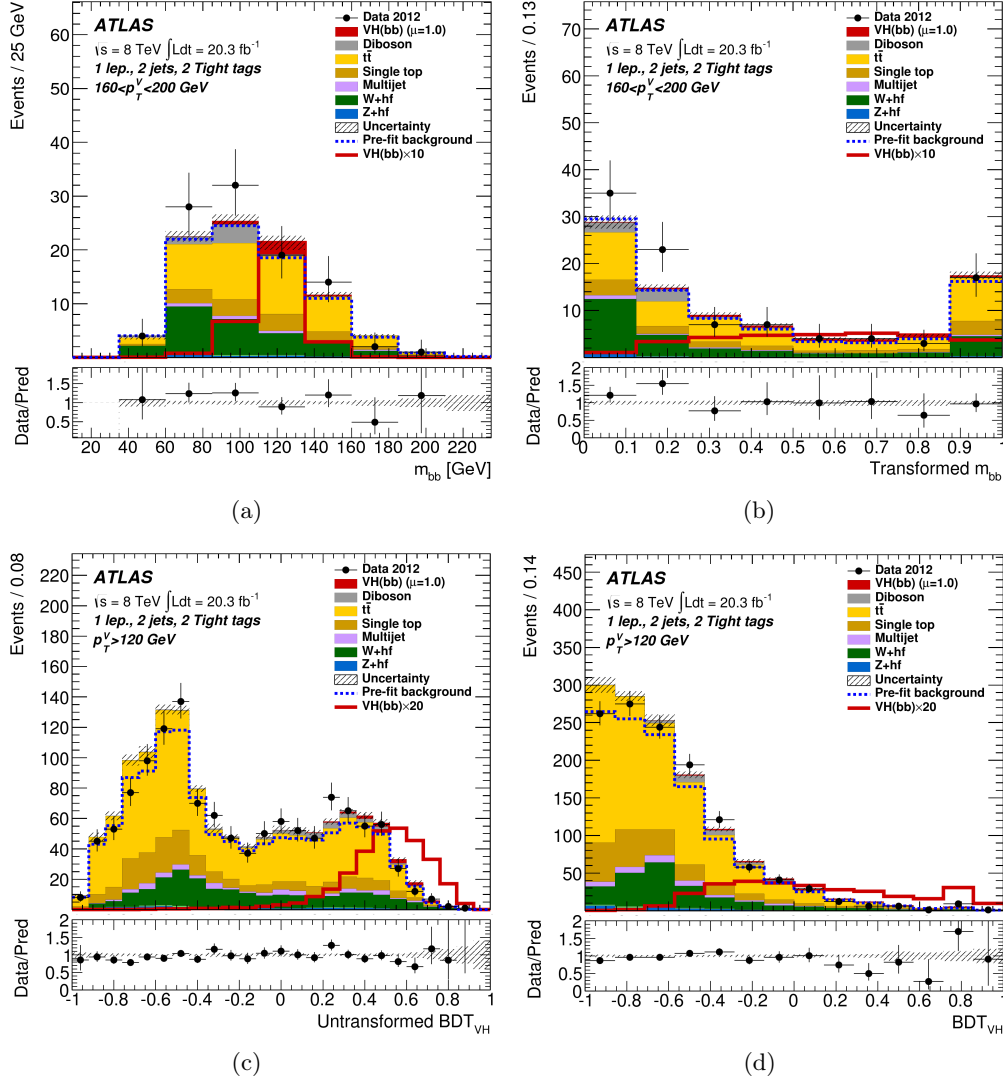 Events / 25 GeV
60
50
40
30
20
10
ATLAS
√s = 8 TeV ∫Ldt = 20.3 fb⁻¹
1 lep., 2 jets, 2 Tight tags
160<p_T^V<200 GeV
Data 2012
VH(bb) (μ=1.0)
Diboson
tt̄
Single top
Multijet
W+hf
Z+hf
Uncertainty
Pre-fit background
VH(bb)×10
Data/Pred
1.5
1
0.5
20 40 60 80 100 120 140 160 180 200 220
m_bb [GeV]
(a)
Events / 0.13
70
60
50
40
30
20
10
0
ATLAS
√s = 8 TeV ∫Ldt = 20.3 fb⁻¹
1 lep., 2 jets, 2 Tight tags
160<p_T^V<200 GeV
Data 2012
VH(bb) (μ=1.0)
Diboson
tt̄
Single top
Multijet
W+hf
Z+hf
Uncertainty
Pre-fit background
VH(bb)×10
Data/Pred
2
1.5
1
0.5
0
0 0.1 0.2 0.3 0.4 0.5 0.6 0.7 0.8 0.9 1
Transformed m_bb
(b)
Events / 0.08
220
200
180
160
140
120
100
80
60
40
20
ATLAS
√s = 8 TeV ∫Ldt = 20.3 fb⁻¹
1 lep., 2 jets, 2 Tight tags
p_T^V>120 GeV
Data 2012
VH(bb) (μ=1.0)
Diboson
tt̄
Single top
Multijet
W+hf
Z+hf
Uncertainty
Pre-fit background
VH(bb)×20
Data/Pred
2
1.5
1
0.5
0
-1 -0.8 -0.6 -0.4 -0.2 0 0.2 0.4 0.6 0.8 1
Untransformed BDT_VH
(c)
Events / 0.14
450
400
350
300
250
200
150
100
50
ATLAS
√s = 8 TeV ∫Ldt = 20.3 fb⁻¹
1 lep., 2 jets, 2 Tight tags
p_T^V>120 GeV
Data 2012
VH(bb) (μ=1.0)
Diboson
tt̄
Single top
Multijet
W+hf
Z+hf
Uncertainty
Pre-fit background
VH(bb)×20
Data/Pred
2
1.5
1
0.5
0
-1 -0.8 -0.6 -0.4 -0.2 0 0.2 0.4 0.6 0.8 1
BDT_VH
(d)